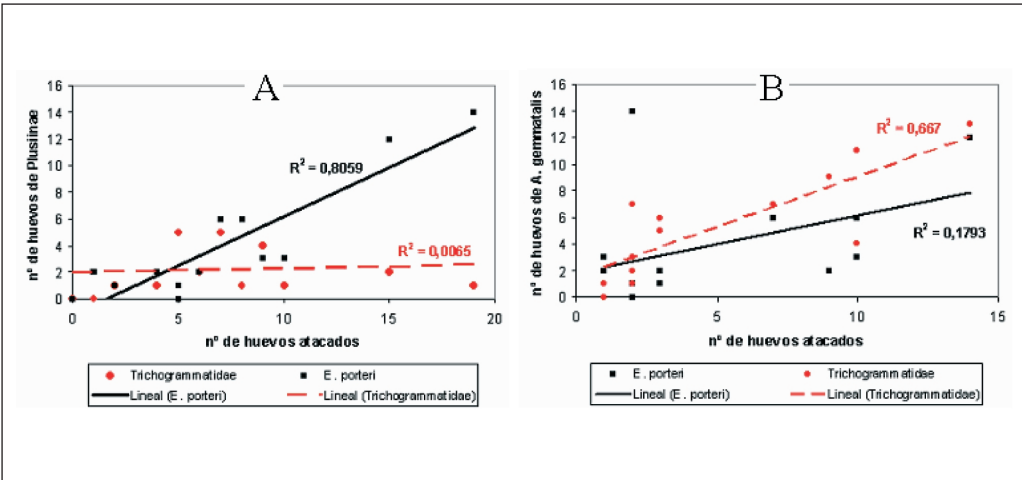 A
nº de huevos de Plusiinae
16
14
12
10
8
6
4
2
0
R² = 0,8059
R² = 0,0065
0 5 10 15 20
nº de huevos atacados
Trichogrammatidae E. porteri
Lineal (E. porteri) Lineal (Trichogrammatidae)
B
nº de huevos de A. gemmatalis
16
14
12
10
8
6
4
2
0
R² = 0,667
R² = 0,1793
0 5 10 15
nº de huevos atacados
E. porteri Trichogrammatidae
Lineal (E. porteri) Lineal (Trichogrammatidae)